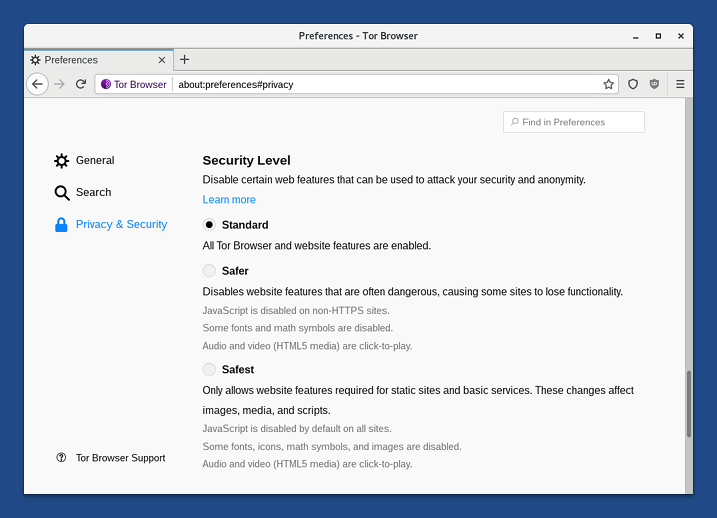 Preferences - Tor Browser
Preferences
Tor Browser about:preferences#privacy
Find in Preferences
General
Search
Privacy & Security
Tor Browser Support
Security Level
Disable certain web features that can be used to attack your security and anonymity.
Learn more
Standard
All Tor Browser and website features are enabled.
Safer
Disables website features that are often dangerous, causing some sites to lose functionality.
JavaScript is disabled on non-HTTPS sites.
Some fonts and math symbols are disabled.
Audio and video (HTML5 media) are click-to-play.
Safest
Only allows website features required for static sites and basic services. These changes affect
images, media, and scripts.
JavaScript is disabled by default on all sites.
Some fonts, icons, math symbols, and images are disabled.
Audio and video (HTML5 media) are click-to-play.